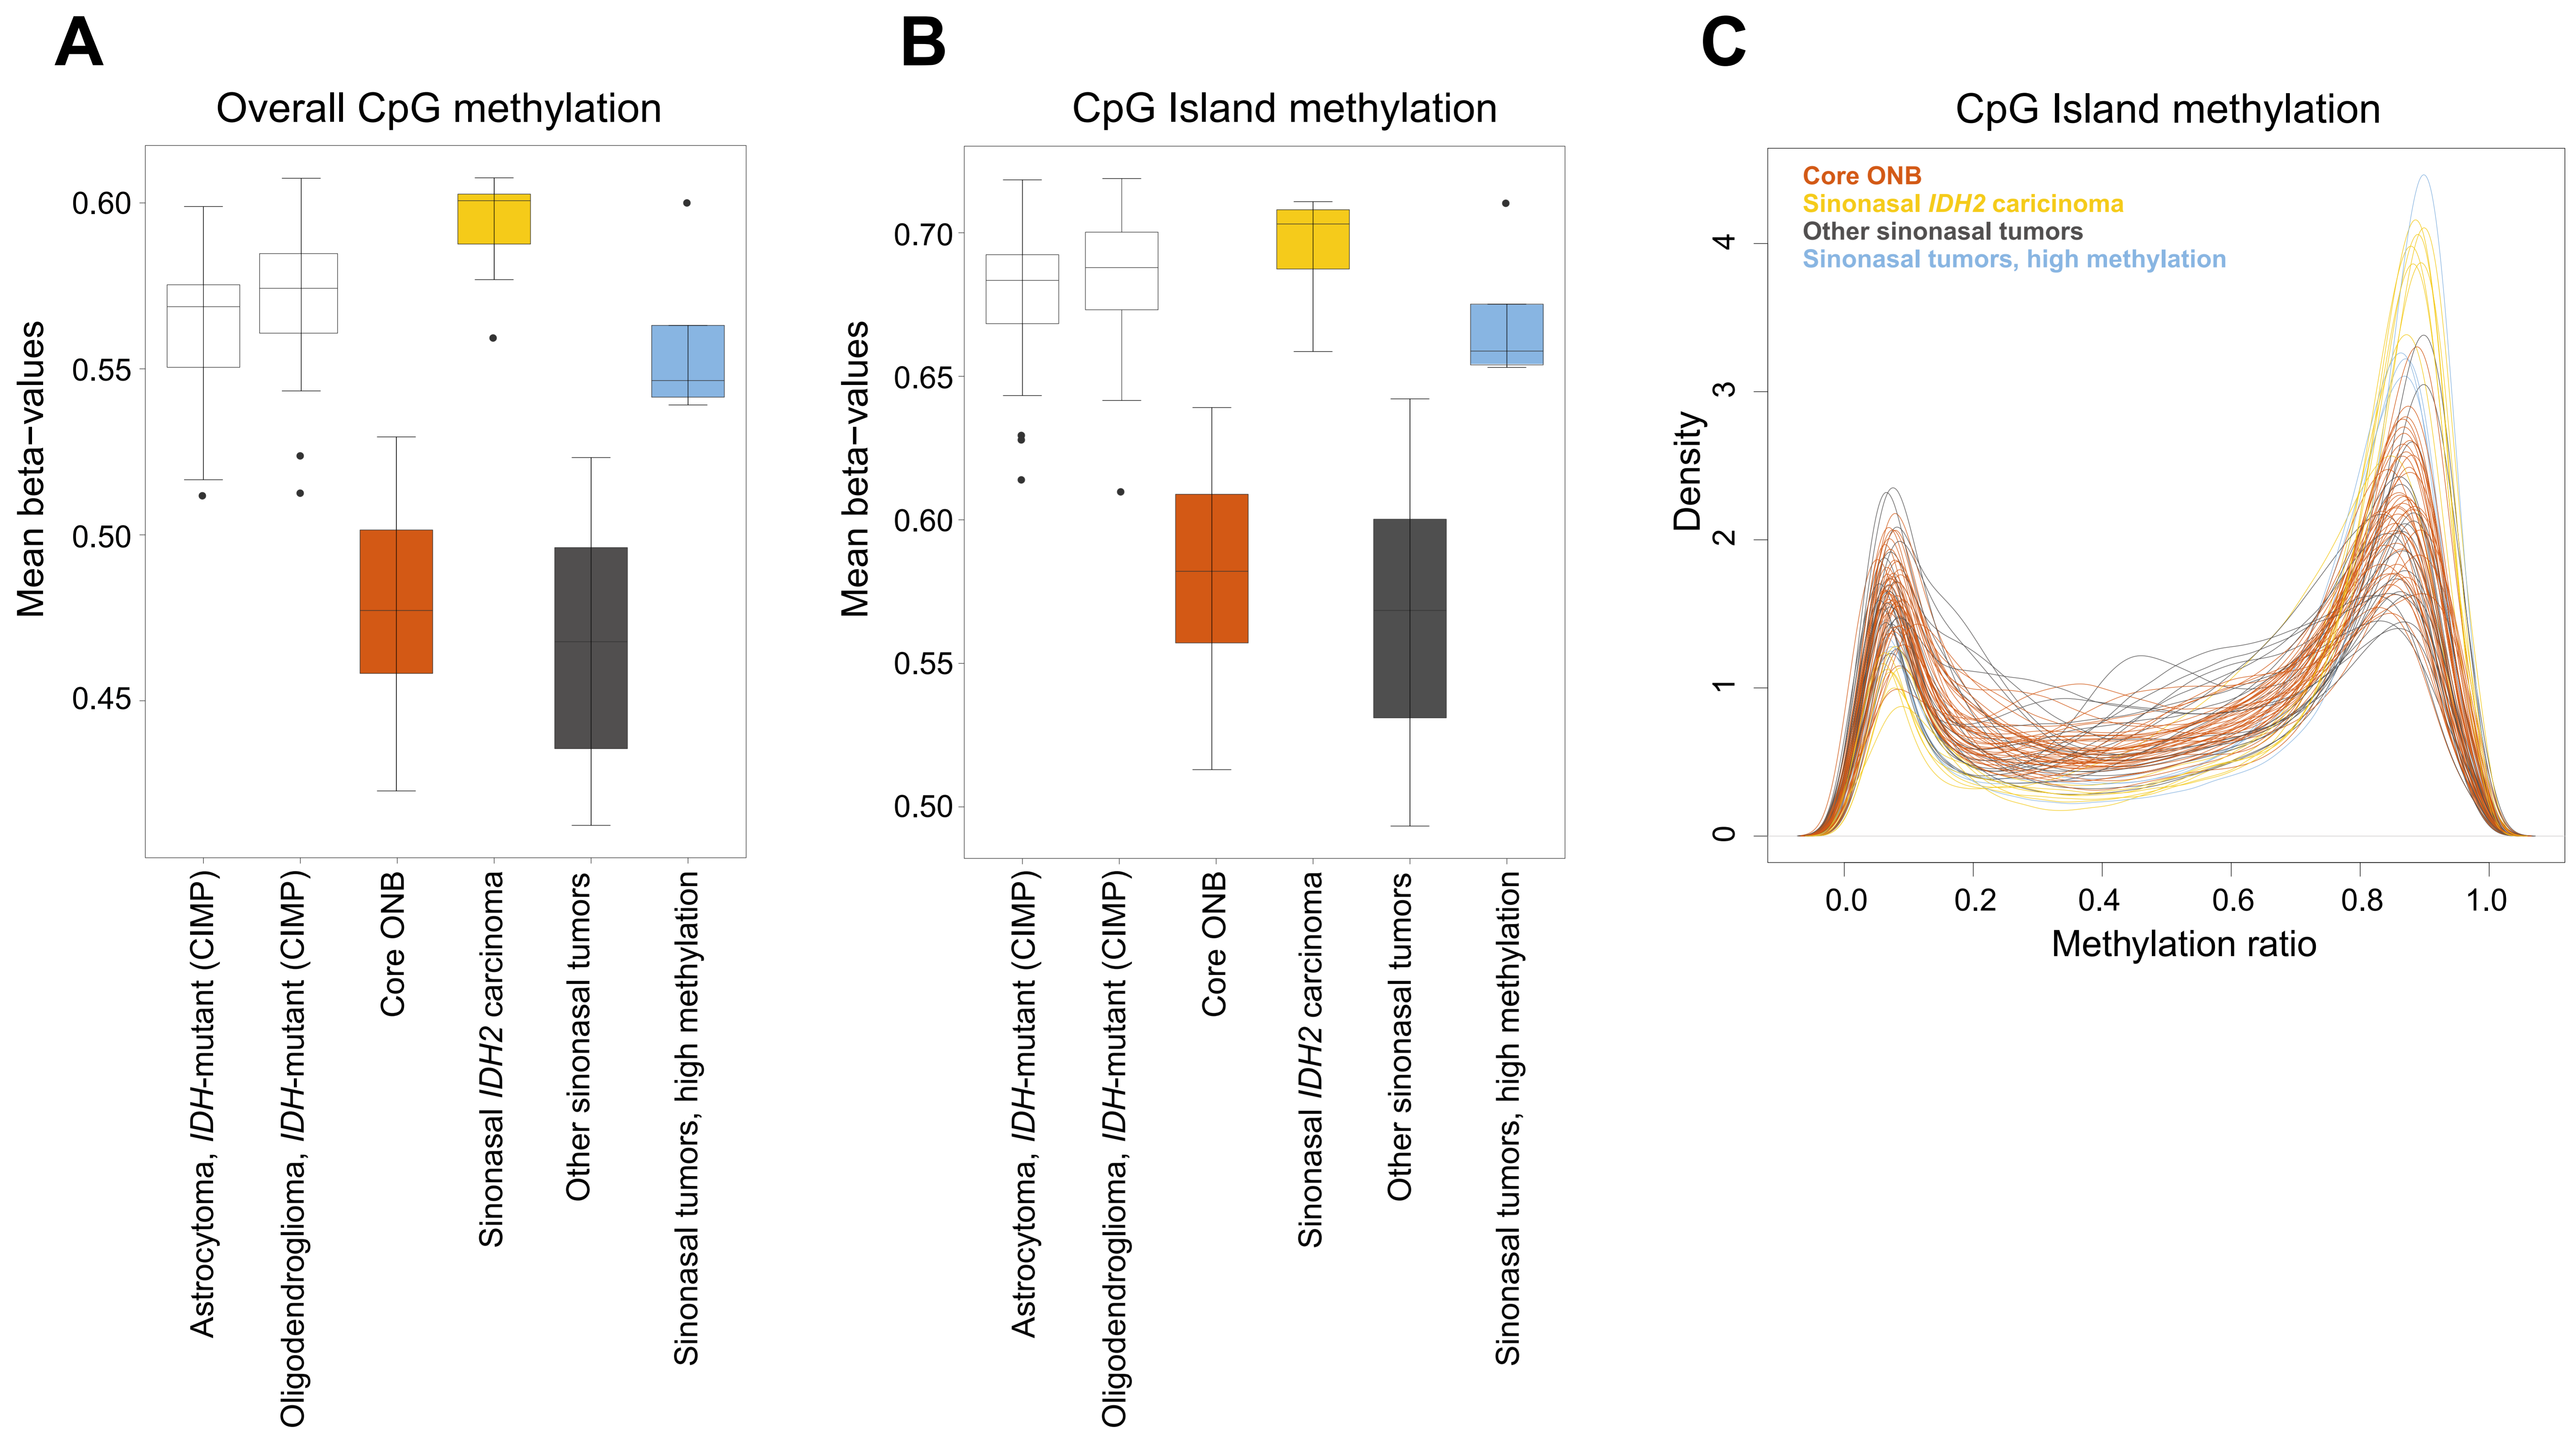 A
Overall CpG methylation
Mean beta−values
0.60
0.55
0.50
0.45
Astrocytoma, IDH-mutant (CIMP)
Oligodendroglioma, IDH-mutant (CIMP)
Core ONB
Sinonasal IDH2 carcinoma
Other sinonasal tumors
Sinonasal tumors, high methylation
B
CpG Island methylation
Mean beta−values
0.70
0.65
0.60
0.55
0.50
Astrocytoma, IDH-mutant (CIMP)
Oligodendroglioma, IDH-mutant (CIMP)
Core ONB
Sinonasal IDH2 carcinoma
Other sinonasal tumors
Sinonasal tumors, high methylation
C
CpG Island methylation
Core ONB
Sinonasal IDH2 caricinoma
Other sinonasal tumors
Sinonasal tumors, high methylation
Density
4
3
2
1
0
0.0 0.2 0.4 0.6 0.8 1.0
Methylation ratio